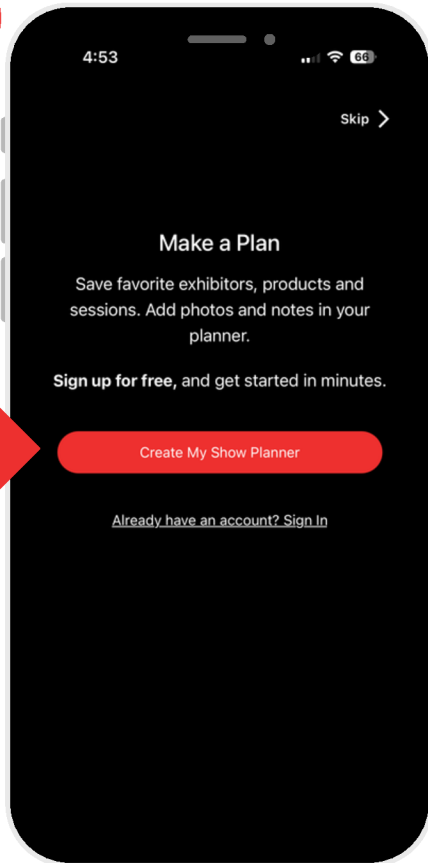 4:53
66
Skip
Make a Plan
Save favorite exhibitors, products and
sessions. Add photos and notes in your
planner.
Sign up for free, and get started in minutes.
Create My Show Planner
Already have an account? Sign In